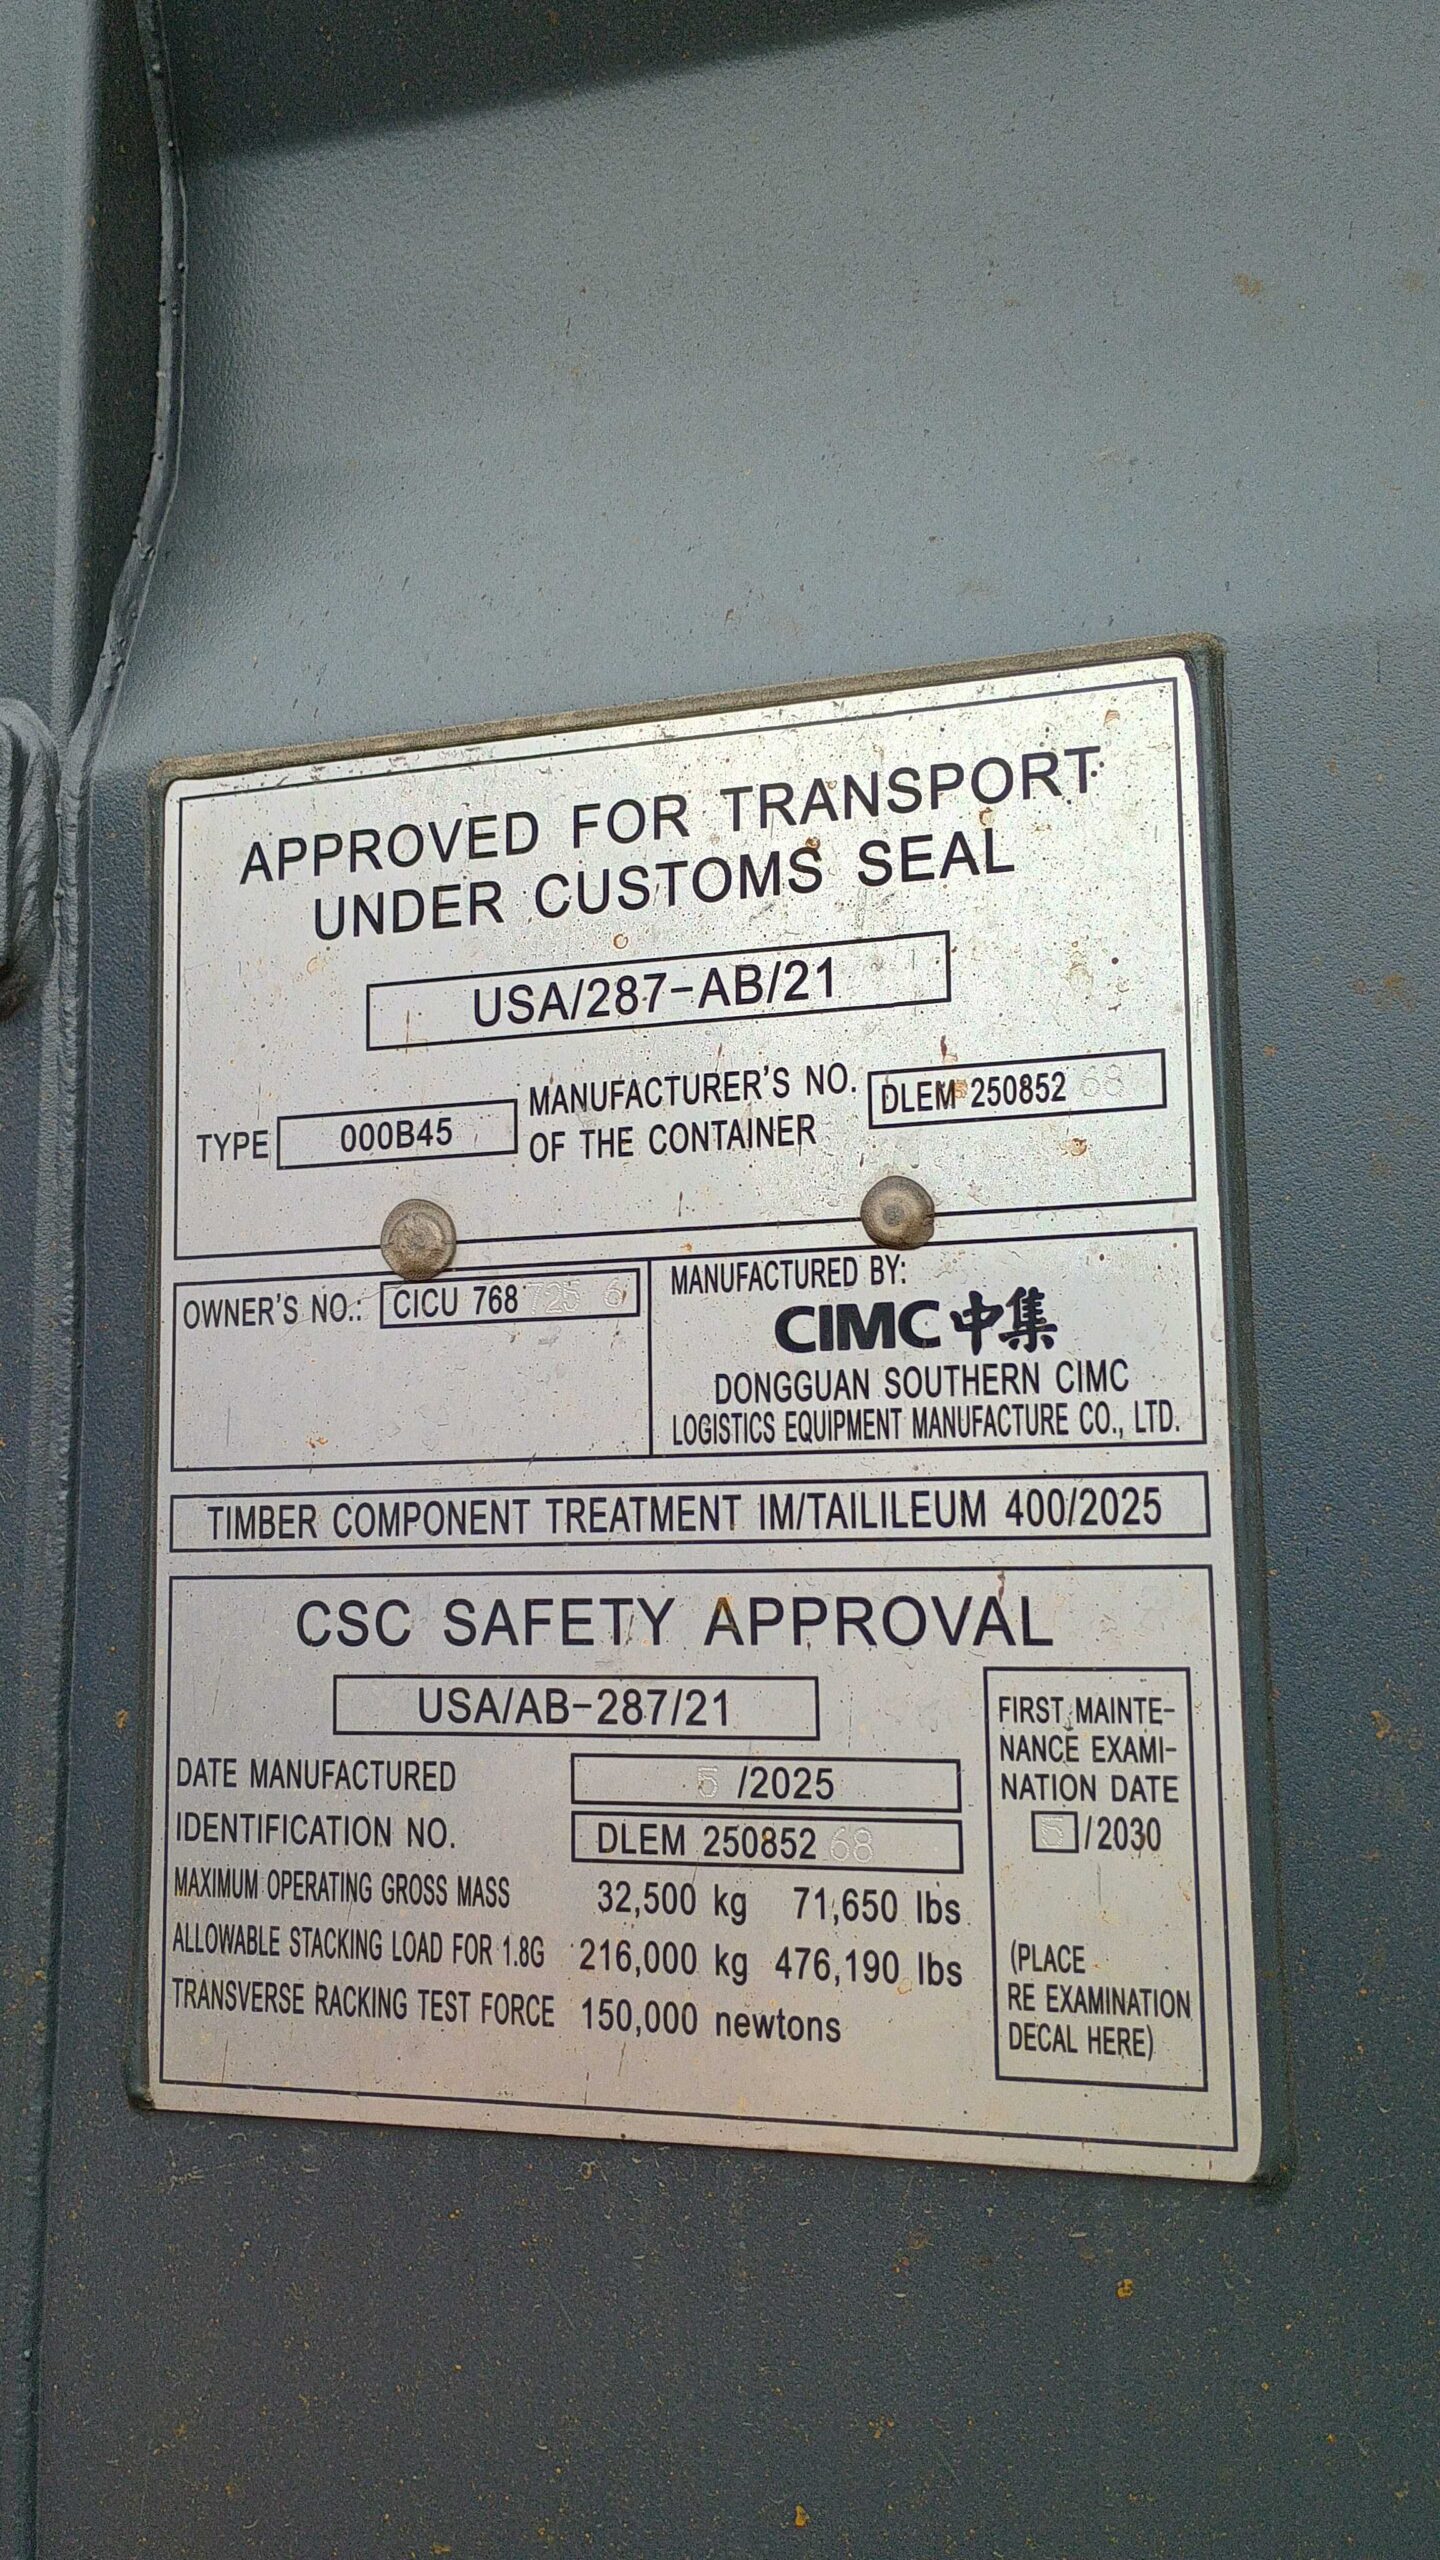 APPROVED FOR TRANSPORT
UNDER CUSTOMS SEAL
USA/287-AB/21
TYPE 000B45 MANUFACTURER'S NO. OF THE CONTAINER DLEM 250852 68
OWNER'S NO.: CICU 768 725 6
MANUFACTURED BY:
CIMC 中集
DONGGUAN SOUTHERN CIMC
LOGISTICS EQUIPMENT MANUFACTURE CO., LTD.
TIMBER COMPONENT TREATMENT IM/TAILILEUM 400/2025
CSC SAFETY APPROVAL
USA/AB-287/21
DATE MANUFACTURED 5 /2025
IDENTIFICATION NO. DLEM 250852 68
MAXIMUM OPERATING GROSS MASS 32,500 kg 71,650 lbs
ALLOWABLE STACKING LOAD FOR 1.8G 216,000 kg 476,190 lbs
TRANSVERSE RACKING TEST FORCE 150,000 newtons
FIRST MAINTE-
NANCE EXAMI-
NATION DATE
5/2030
(PLACE
RE EXAMINATION
DECAL HERE)